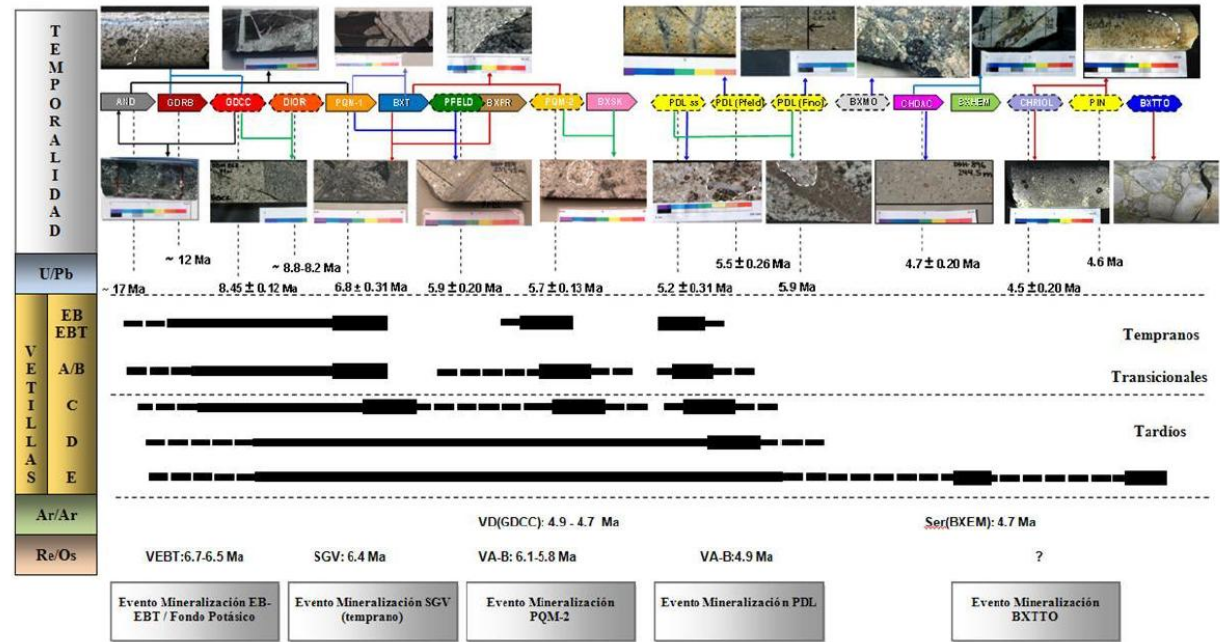 TEMPORALIDAD
AND
GDRB
GDCC
DIOR
PQM-1
BXT
PFELD
BXFR
PQM-2
BXSK
PDL ss
PDL (Pfeld)
PDL (Fno)
BXMO
CHDAC
BXHEM
CHRIOL
PIN
BXTTO
244.5 m
U/Pb
~ 17 Ma
~ 12 Ma
8.45 ± 0.12 Ma
~ 8.8-8.2 Ma
6.8 ± 0.31 Ma
5.9 ± 0.20 Ma
5.7 ± 0.13 Ma
5.2 ± 0.31 Ma
5.5 ± 0.26 Ma
5.9 Ma
4.7 ± 0.20 Ma
4.5 ± 0.20 Ma
4.6 Ma
VETILLAS
EB
EBT
Tempranos
A/B
Transicionales
C
D
Tardíos
E
Ar/Ar
VD(GDCC): 4.9 - 4.7 Ma
Ser(BXEM): 4.7 Ma
Re/Os
VEBT:6.7-6.5 Ma
SGV: 6.4 Ma
VA-B: 6.1-5.8 Ma
VA-B:4.9 Ma
?
Evento Mineralización EB-
EBT / Fondo Potásico
Evento Mineralización SGV
(temprano)
Evento Mineralización
PQM-2
Evento Mineralización PDL
Evento Mineralización
BXTTO